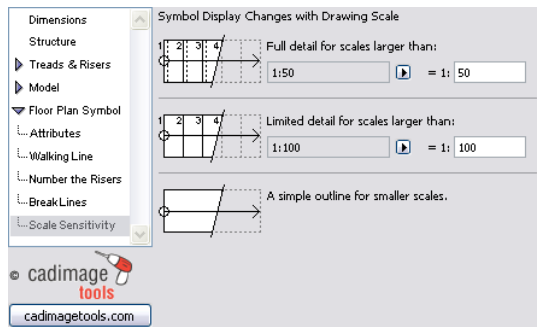 Dimensions
Structure
Treads & Risers
Model
Floor Plan Symbol
Attributes
Walking Line
Number the Risers
Break Lines
Scale Sensitivity
© cadimage
tools
cadimagetools.com
Symbol Display Changes with Drawing Scale
1 2 3 4
Full detail for scales larger than:
1:50 = 1: 50
1 2 3 4
Limited detail for scales larger than:
1:100 = 1: 100
A simple outline for smaller scales.